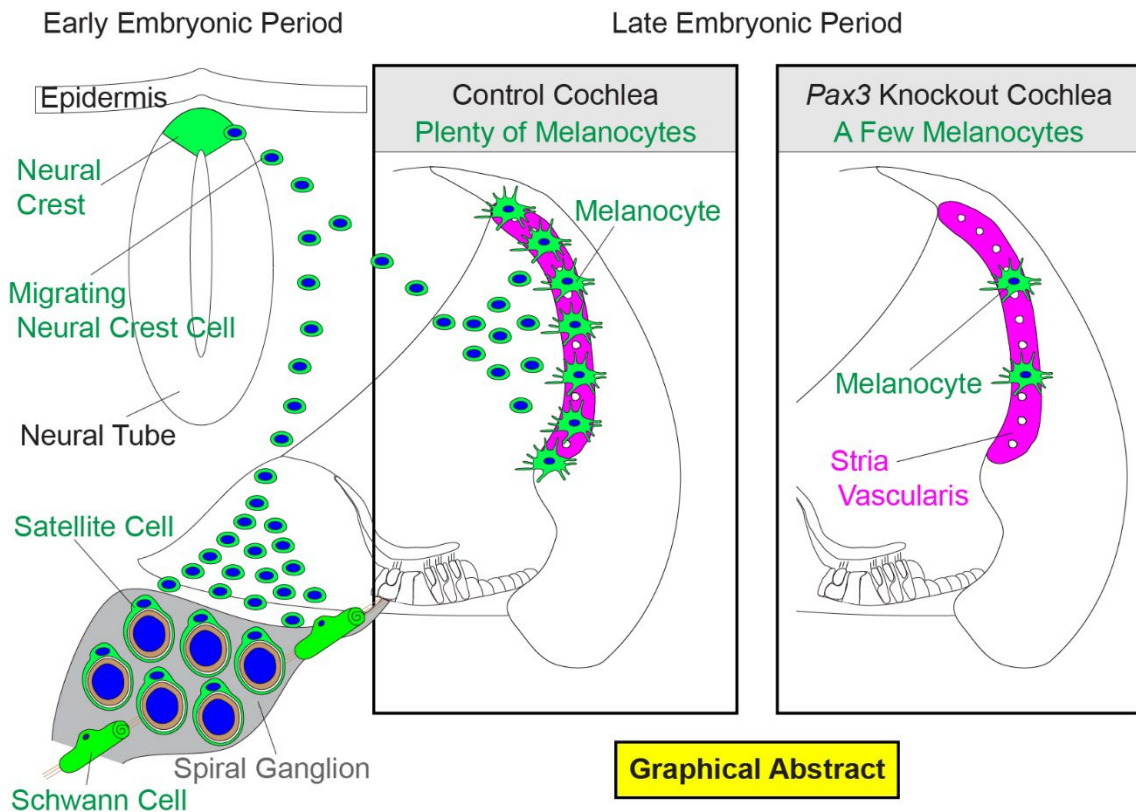 Early Embryonic Period
Late Embryonic Period
Epidermis
Neural
Crest
Migrating
Neural Crest Cell
Neural Tube
Satellite Cell
Spiral Ganglion
Schwann Cell
Control Cochlea
Plenty of Melanocytes
Melanocyte
Pax3 Knockout Cochlea
A Few Melanocytes
Melanocyte
Stria
Vascularis
Graphical Abstract